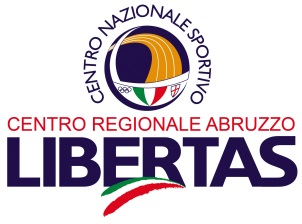 CENTRO NAZIONALE SPORTIVO
CENTRO REGIONALE ABRUZZO
LIBERTAS